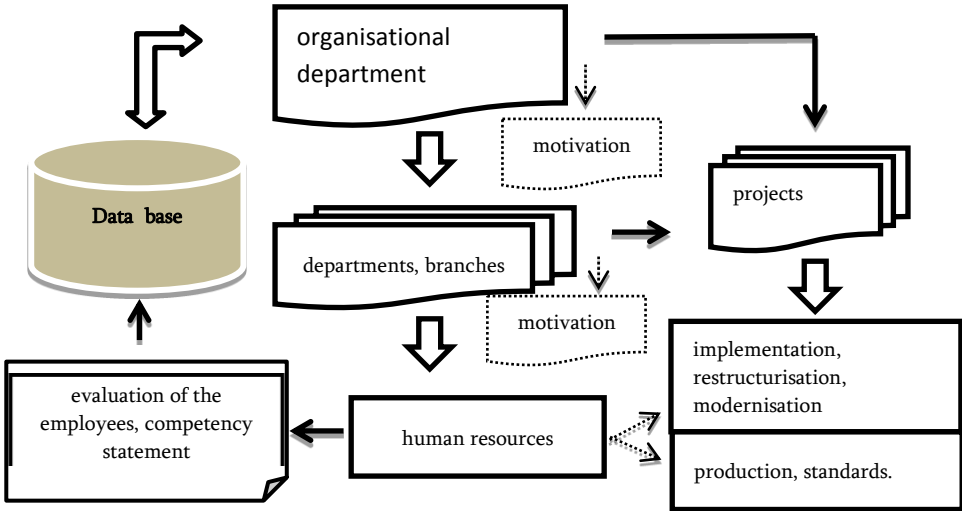 organisational
department
motivation
Data base
projects
departments, branches
motivation
implementation,
restructurisation,
modernisation
evaluation of the
employees, competency
statement
human resources
production, standards.